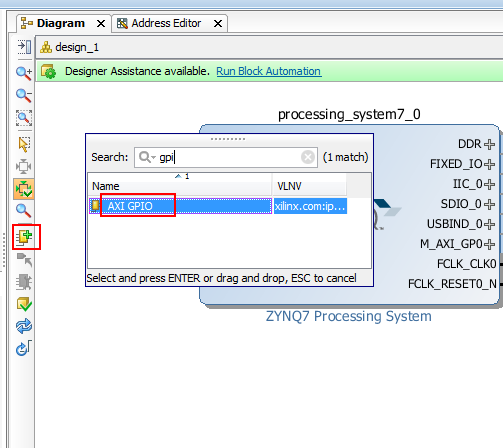 Diagram
Address Editor
design_1
Designer Assistance available. Run Block Automation
processing_system7_0
DDR
FIXED_IO
IIC_0
SDIO_0
USBIND_0
M_AXI_GP0
FCLK_CLK0
FCLK_RESET0_N
ZYNQ7 Processing System
Search: gpi (1 match)
Name 1 VLNV
AXI GPIO xilinx.com:ip...
Select and press ENTER or drag and drop, ESC to cancel